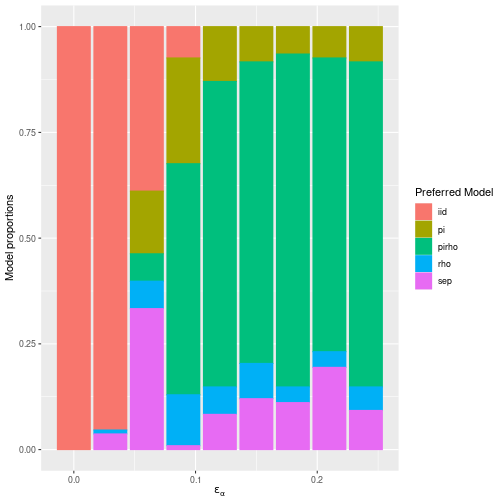 1.00
0.75
0.50
0.25
0.00
Model proportions
0.0
0.1
0.2
εα
Preferred Model
iid
pi
pirho
rho
sep